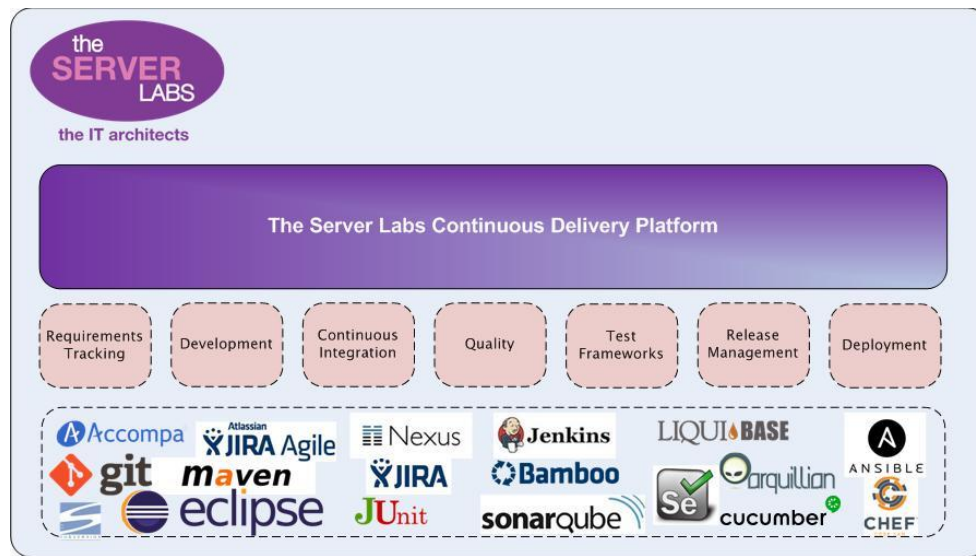 the
SERVER
LABS
the IT architects
The Server Labs Continuous Delivery Platform
Requirements
Tracking
Development
Continuous
Integration
Quality
Test
Frameworks
Release
Management
Deployment
Accompa
Atlassian
JIRA Agile
Nexus
Jenkins
LIQUIBASE
git
maven
JIRA
Bamboo
Se
arquillian
ANSIBLE
eclipse
JUnit
sonarqube
cucumber
CHEF